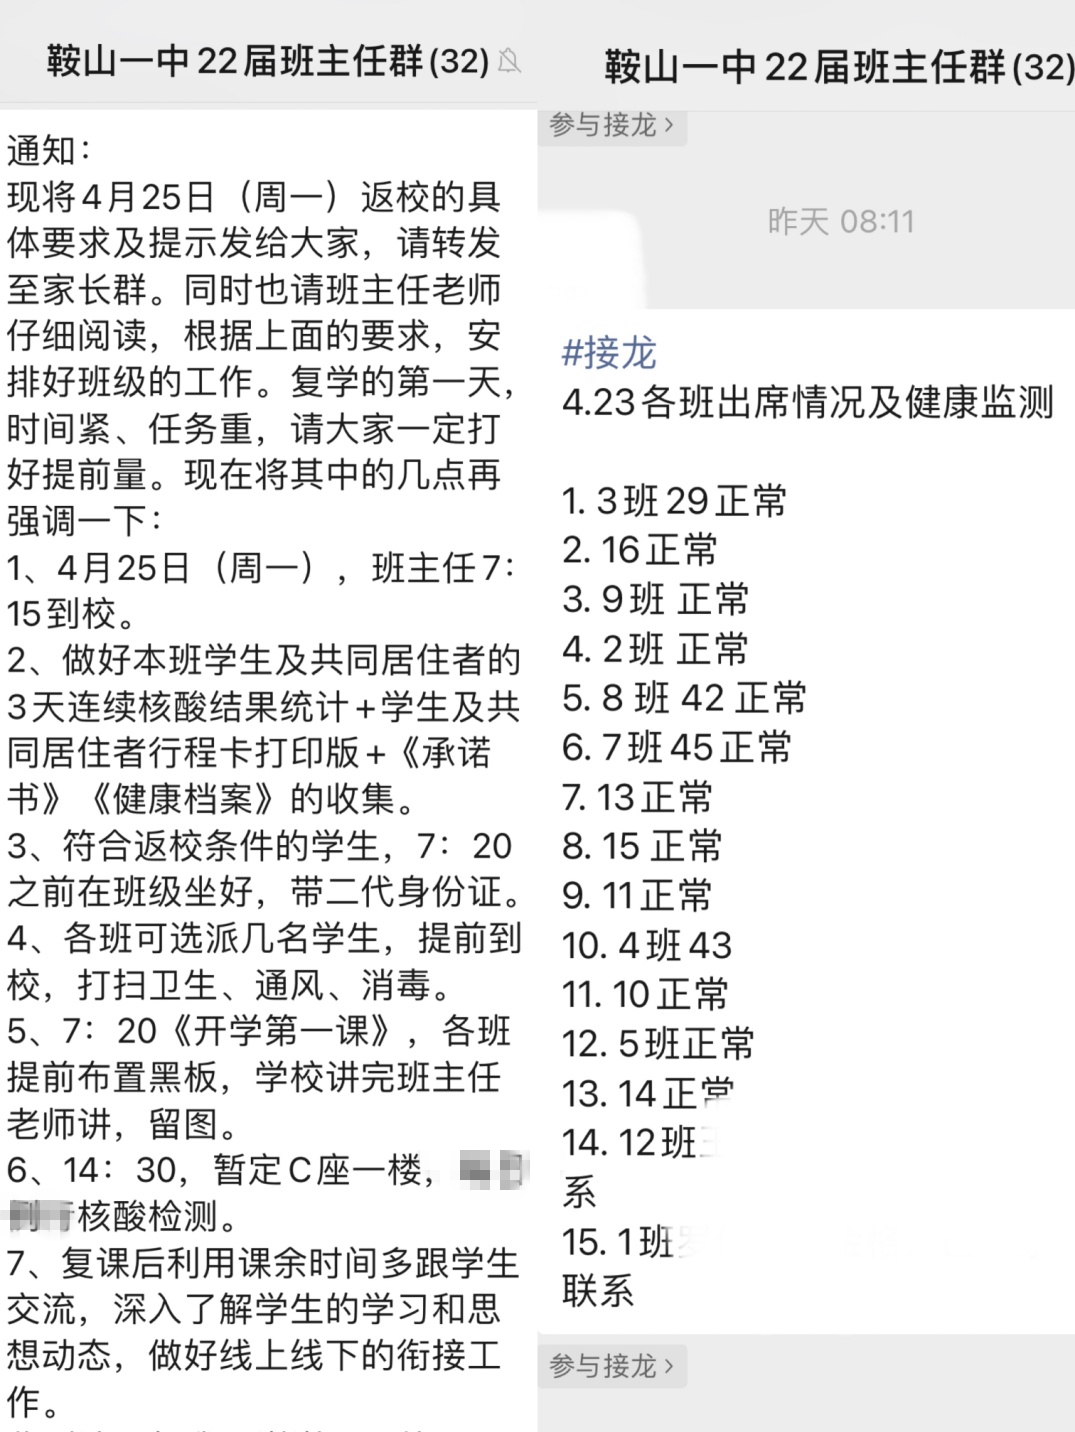 鞍山一中22届班主任群(32)
通知：
现将4月25日（周一）返校的具
体要求及提示发给大家，请转发
至家长群。同时也请班主任老师
仔细阅读，根据上面的要求，安
排好班级的工作。复学的第一天，
时间紧、任务重，请大家一定打
好提前量。现在将其中的几点再
强调一下：
1、4月25日（周一），班主任7：
15到校。
2、做好本班学生及共同居住者的
3天连续核酸结果统计+学生及共
同居住者行程卡打印版+《承诺
书》《健康档案》的收集。
3、符合返校条件的学生，7：20
之前在班级坐好，带二代身份证。
4、各班可选派几名学生，提前到
校，打扫卫生、通风、消毒。
5、7：20《开学第一课》，各班
提前布置黑板，学校讲完班主任
老师讲，留图。
6、14：30，暂定C座一楼，
核酸检测。
7、复课后利用课余时间多跟学生
交流，深入了解学生的学习和思
想动态，做好线上线下的衔接工
作。
鞍山一中22届班主任群(32)
参与接龙 >
昨天 08:11
#接龙
4.23各班出席情况及健康监测
1. 3班29正常
2. 16正常
3. 9班 正常
4. 2班 正常
5. 8 班 42 正常
6. 7班45正常
7. 13正常
8. 15 正常
9. 11正常
10. 4班43
11. 10正常
12. 5班正常
13. 14正常
14. 12班
系
15. 1班
联系
参与接龙 >